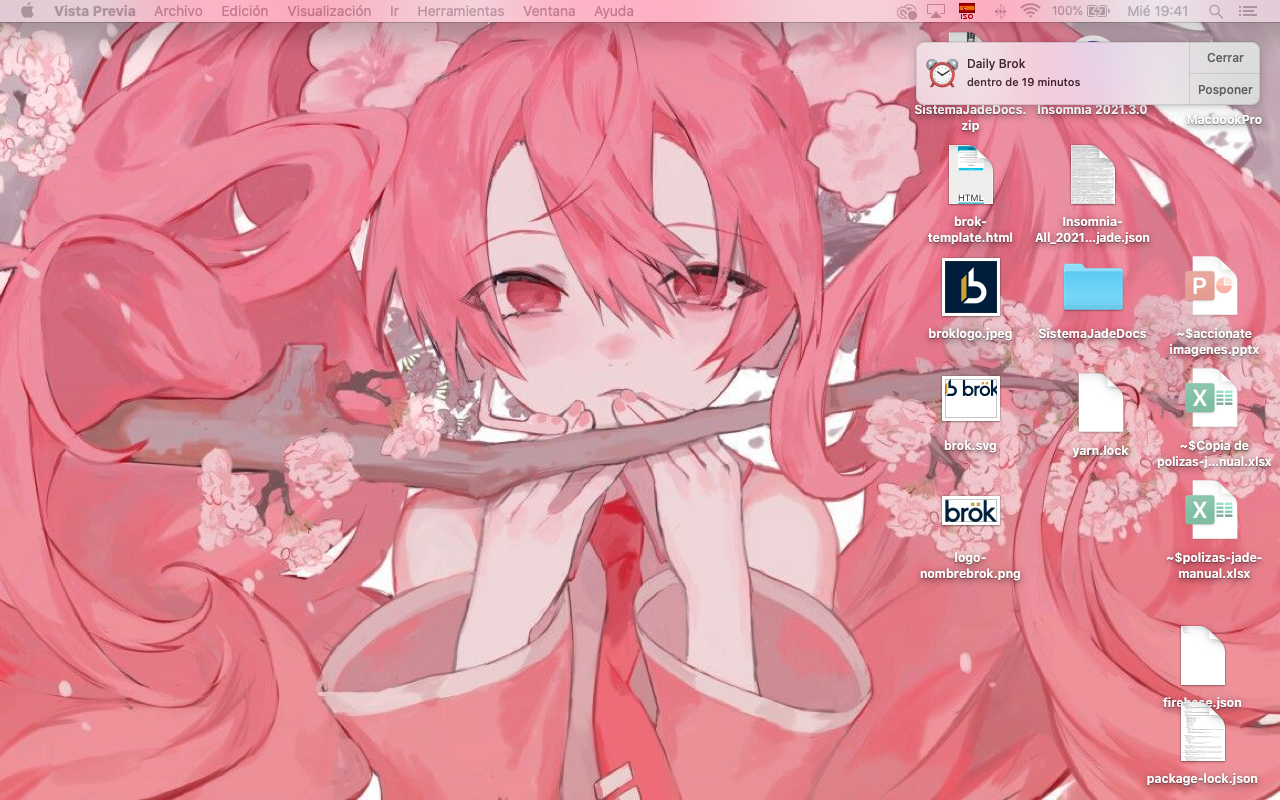 Vista Previa Archivo Edición Visualización Ir Herramientas Ventana Ayuda
ISO 100% Mié 19:41
Daily Brok
dentro de 19 minutos
Cerrar
Posponer
SistemaJadeDocs.
zip
Insomnia 2021.3.0
MacbookPro
HTML
brok-
template.html
Insomnia-
All_2021...jade.json
b
broklogo.jpeg
SistemaJadeDocs
P
~$accionate
imagenes.pptx
b brök
brok.svg
yarn.lock
X
~$Copia de
polizas-j...nual.xlsx
brök
logo-
nombrebrok.png
X
~$polizas-jade-
manual.xlsx
firebase.json
package-lock.json